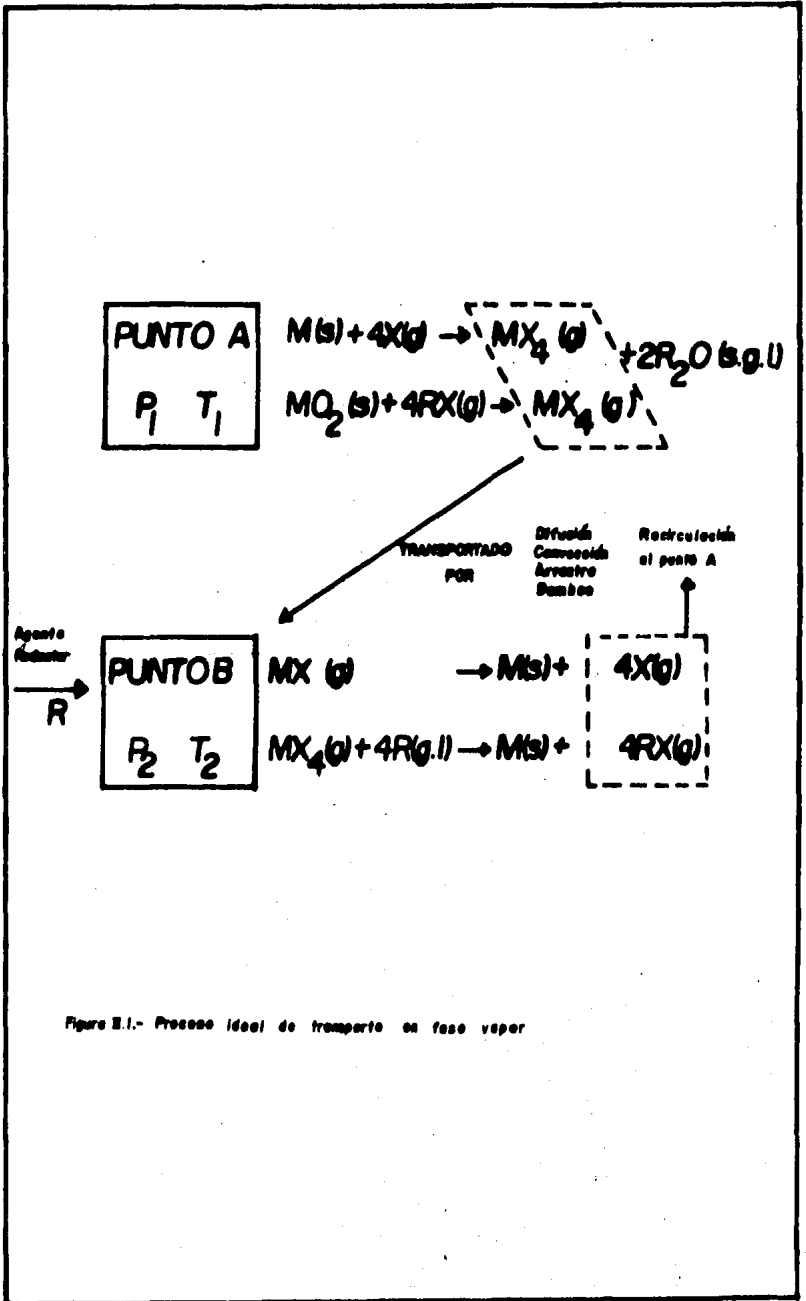 PUNTO A
P1 T1
M(s)+4X(g) → MX4 (g)
MO2(s)+4RX(g) → MX4 (g)
+2R2O (s.g.l)
TRANSPORTADO
POR
Difusión
Convección
Arrastre
Bombeo
Recirculación
al punto A
Agente
Reductor
R
PUNTO B
P2 T2
MX (g) → M(s)+ 4X(g)
MX4(g)+4R(g.l) → M(s)+ 4RX(g)
Figura II.1.- Proceso ideal de transporte en fase vapor